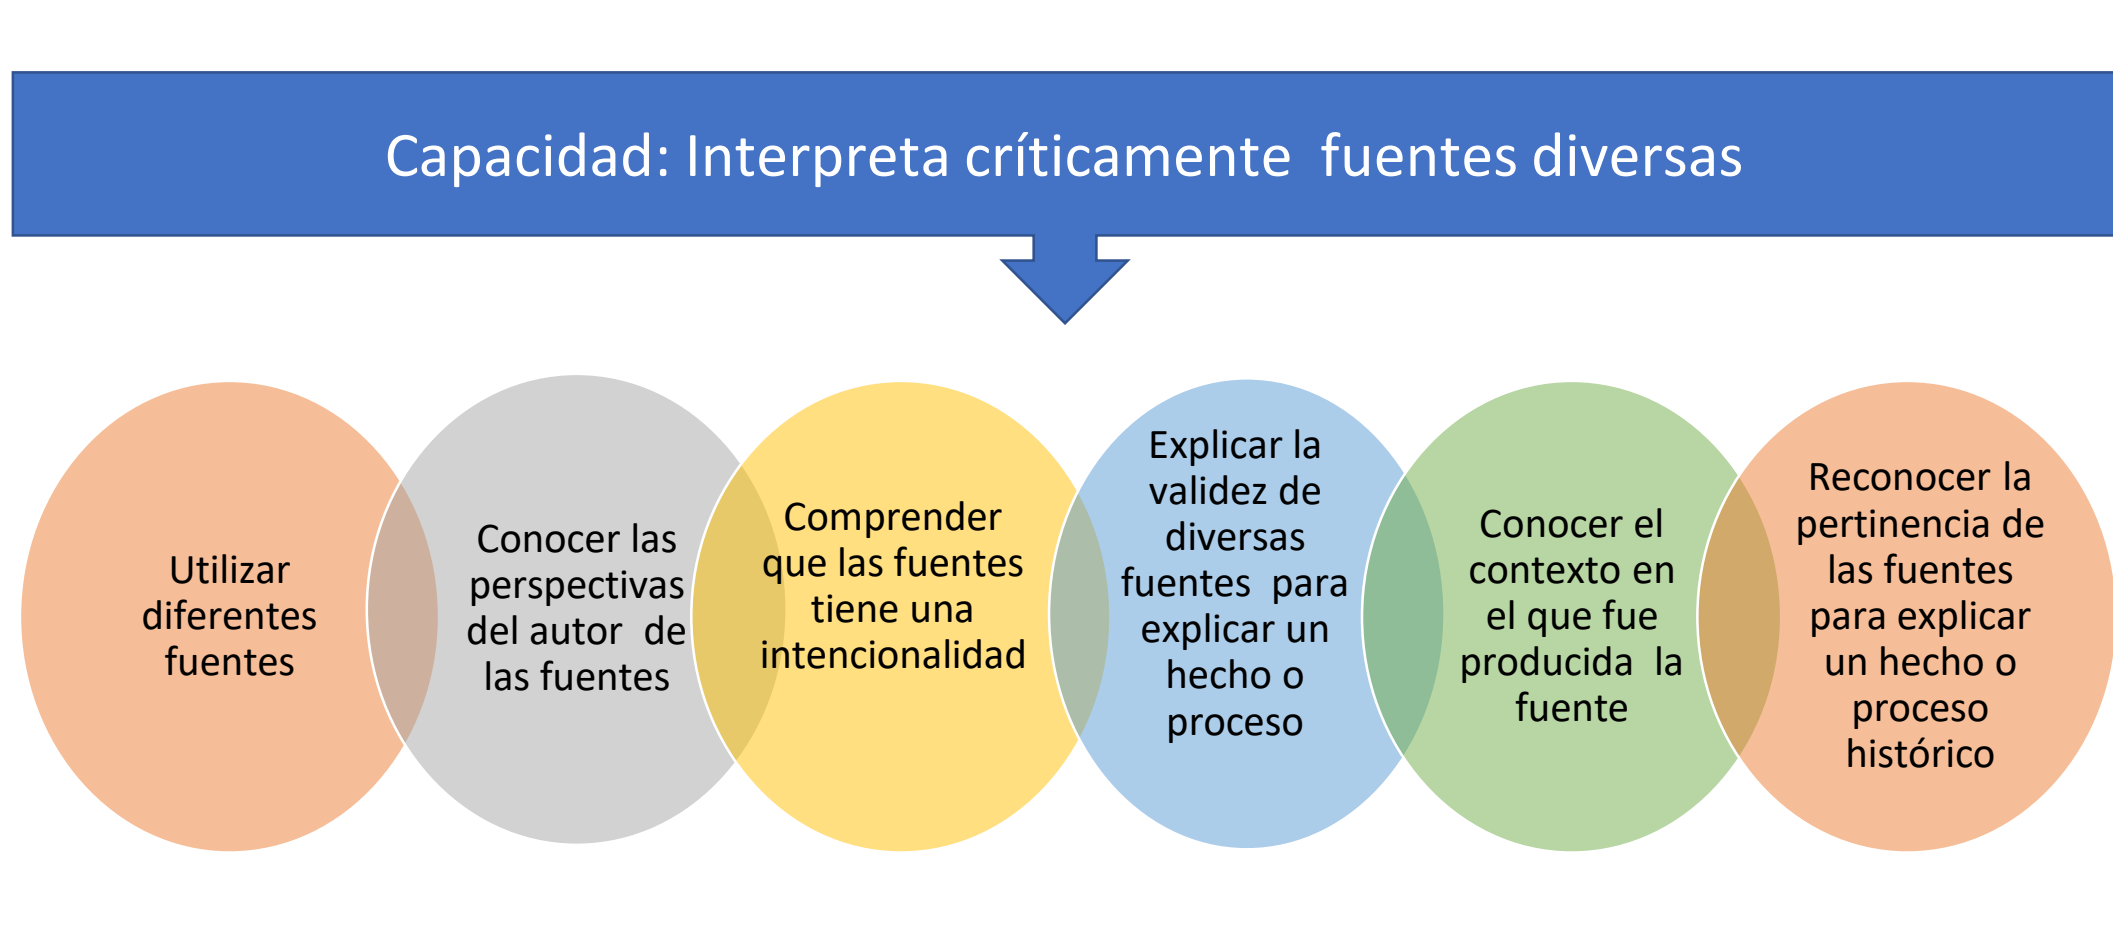 Capacidad: Interpreta críticamente  fuentes diversas
Utilizar
diferentes
fuentes
Conocer las
perspectivas
del autor  de
las fuentes
Comprender
que las fuentes
tiene una
intencionalidad
Explicar la
validez de
diversas
fuentes  para
explicar un
hecho o
proceso
Conocer el
contexto en
el que fue
producida  la
fuente
Reconocer la
pertinencia de
las fuentes
para explicar
un hecho o
proceso
histórico